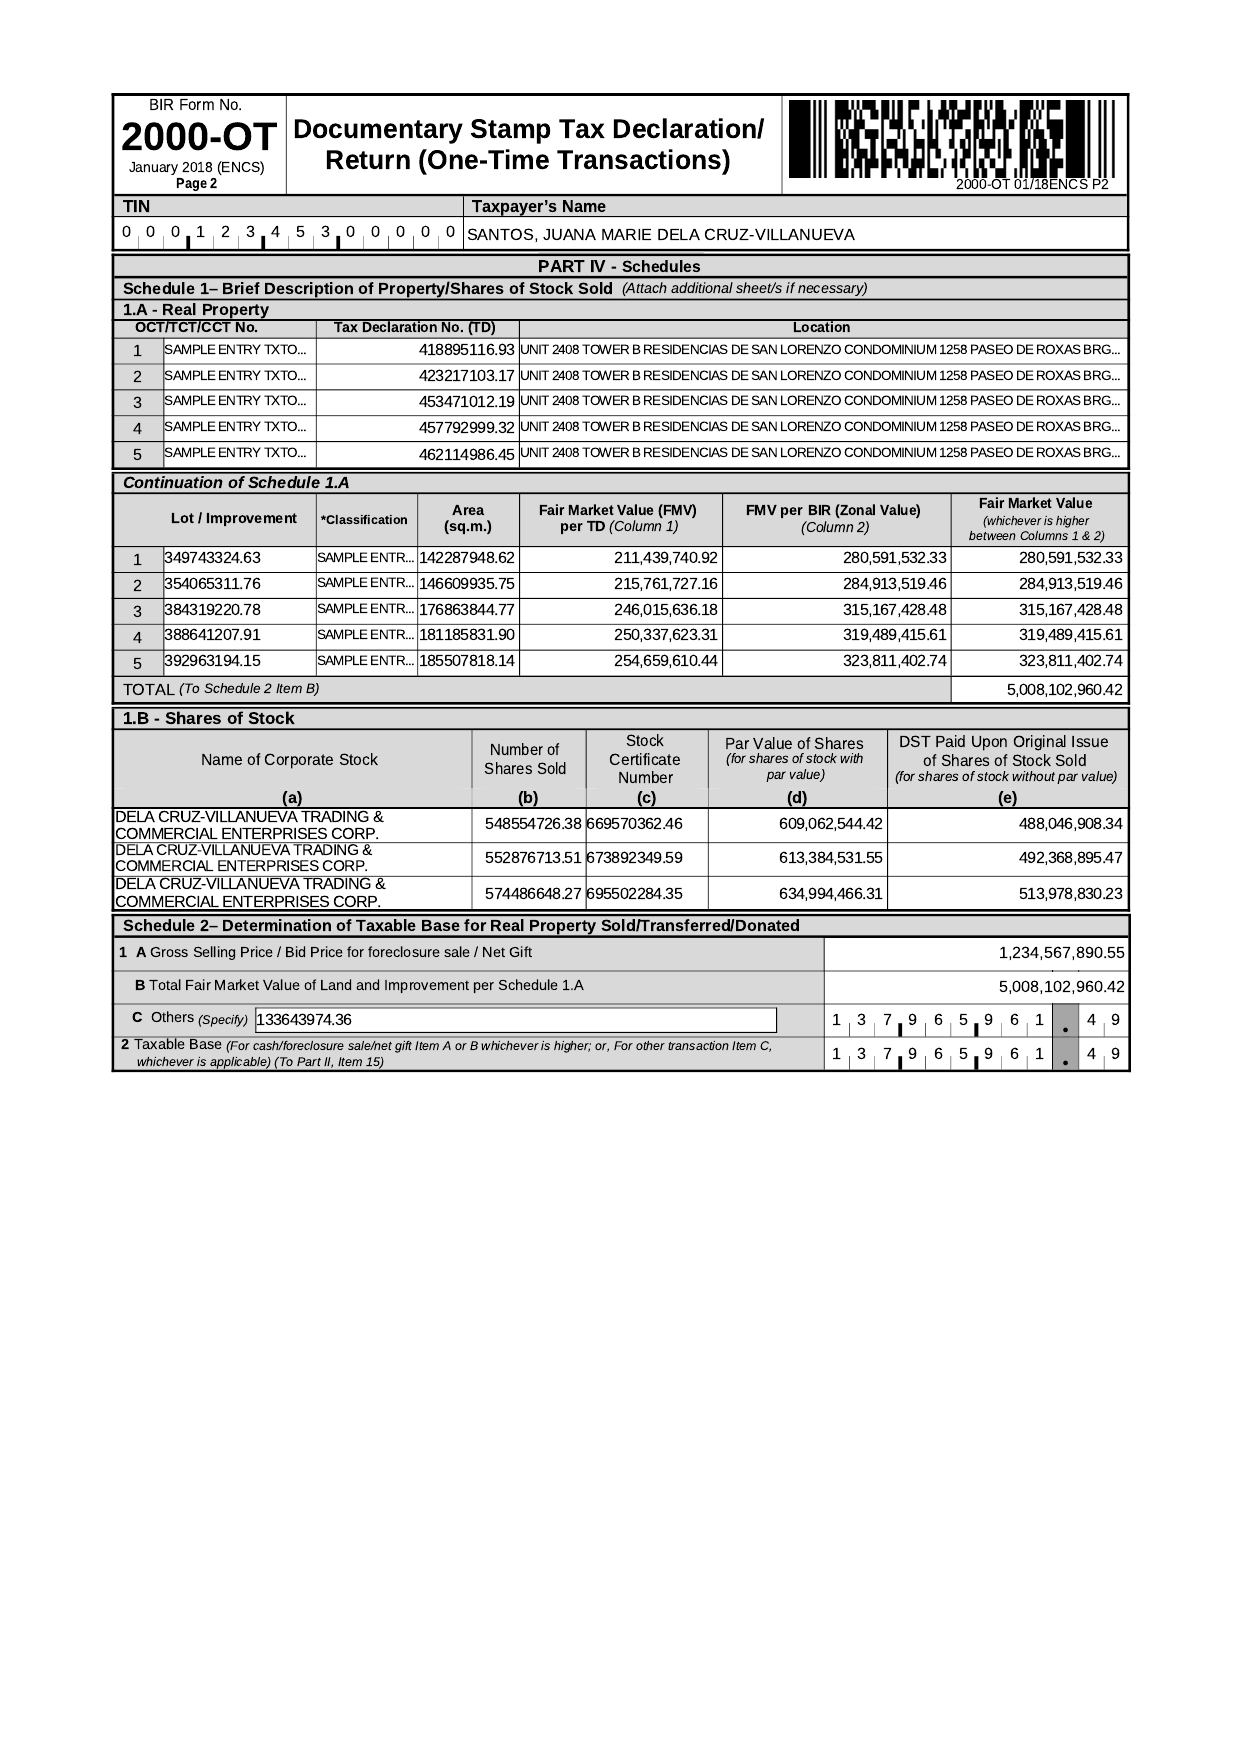 BIR Form No.
2000-OT
January 2018 (ENCS)
Page 2
Documentary Stamp Tax Declaration/
Return (One-Time Transactions)
2000-OT 01/18ENCS P2
TIN Taxpayer’s Name
0 0 0 1 2 3 4 5 3 0 0 0 0 0 SANTOS, JUANA MARIE DELA CRUZ-VILLANUEVA
PART IV - Schedules
Schedule 1– Brief Description of Property/Shares of Stock Sold (Attach additional sheet/s if necessary)
1.A - Real Property
OCT/TCT/CCT No. Tax Declaration No. (TD) Location
1 SAMPLE ENTRY TXTO... 418895116.93 UNIT 2408 TOWER B RESIDENCIAS DE SAN LORENZO CONDOMINIUM 1258 PASEO DE ROXAS BRG...
2 SAMPLE ENTRY TXTO... 423217103.17 UNIT 2408 TOWER B RESIDENCIAS DE SAN LORENZO CONDOMINIUM 1258 PASEO DE ROXAS BRG...
3 SAMPLE ENTRY TXTO... 453471012.19 UNIT 2408 TOWER B RESIDENCIAS DE SAN LORENZO CONDOMINIUM 1258 PASEO DE ROXAS BRG...
4 SAMPLE ENTRY TXTO... 457792999.32 UNIT 2408 TOWER B RESIDENCIAS DE SAN LORENZO CONDOMINIUM 1258 PASEO DE ROXAS BRG...
5 SAMPLE ENTRY TXTO... 462114986.45 UNIT 2408 TOWER B RESIDENCIAS DE SAN LORENZO CONDOMINIUM 1258 PASEO DE ROXAS BRG...
Continuation of Schedule 1.A
Lot / Improvement
*Classification
Area
(sq.m.)
Fair Market Value (FMV)
per TD (Column 1)
FMV per BIR (Zonal Value)
(Column 2)
Fair Market Value
(whichever is higher
between Columns 1 & 2)
1 349743324.63 SAMPLE ENTR... 142287948.62 211,439,740.92 280,591,532.33 280,591,532.33
2 354065311.76 SAMPLE ENTR... 146609935.75 215,761,727.16 284,913,519.46 284,913,519.46
3 384319220.78 SAMPLE ENTR... 176863844.77 246,015,636.18 315,167,428.48 315,167,428.48
4 388641207.91 SAMPLE ENTR... 181185831.90 250,337,623.31 319,489,415.61 319,489,415.61
5 392963194.15 SAMPLE ENTR... 185507818.14 254,659,610.44 323,811,402.74 323,811,402.74
TOTAL (To Schedule 2 Item B) 5,008,102,960.42
1.B - Shares of Stock
Name of Corporate Stock
(a)
Number of
Shares Sold
(b)
Stock
Certificate
Number
(c)
Par Value of Shares
(for shares of stock with
par value)
(d)
DST Paid Upon Original Issue
of Shares of Stock Sold
(for shares of stock without par value)
(e)
DELA CRUZ-VILLANUEVA TRADING &
COMMERCIAL ENTERPRISES CORP.
548554726.38 669570362.46 609,062,544.42 488,046,908.34
DELA CRUZ-VILLANUEVA TRADING &
COMMERCIAL ENTERPRISES CORP.
552876713.51 673892349.59 613,384,531.55 492,368,895.47
DELA CRUZ-VILLANUEVA TRADING &
COMMERCIAL ENTERPRISES CORP.
574486648.27 695502284.35 634,994,466.31 513,978,830.23
Schedule 2– Determination of Taxable Base for Real Property Sold/Transferred/Donated
1 A Gross Selling Price / Bid Price for foreclosure sale / Net Gift 1,234,567,890.55
B Total Fair Market Value of Land and Improvement per Schedule 1.A 5,008,102,960.42
C Others (Specify) 133643974.36 1 3 7 9 6 5 9 6 1 . 4 9
2 Taxable Base (For cash/foreclosure sale/net gift Item A or B whichever is higher; or, For other transaction Item C,
whichever is applicable) (To Part II, Item 15) 1 3 7 9 6 5 9 6 1 . 4 9